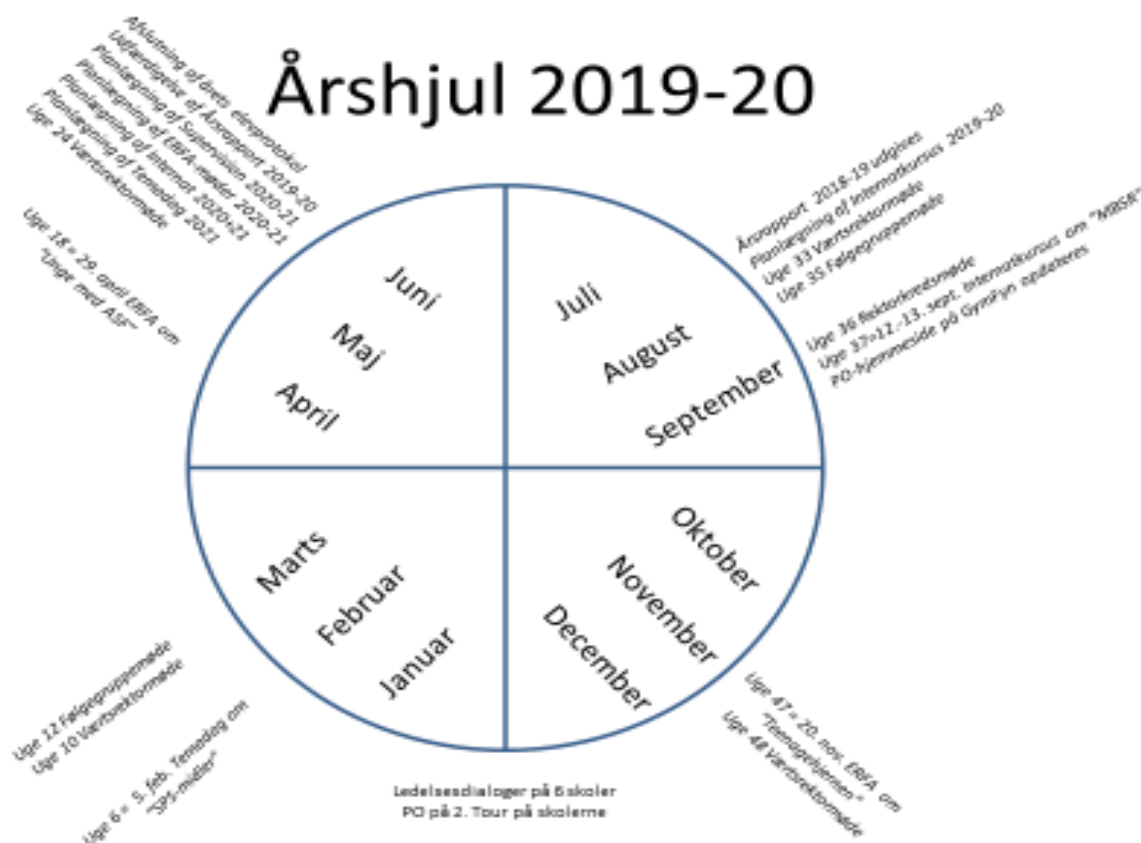 Årshjul 2019-20
Afslutning af årets elevprotokol
Udfærdigelse af Årsrapport 2019-20
Planlægning af Supervision 2020-21
Planlægning af ERFA-møder 2020-21
Planlægning af Internat 2020+21
Planlægning af Temadag 2021
Uge 24 Værtsrektormøde
Uge 18 = 29. april ERFA om
"Unge med ASF"
Årsrapport 2018-19 udgives
Planlægning af Internatkursus 2019-20
Uge 33 Værtsrektormøde
Uge 35 Følgegruppemøde
Uge 36 Rektorkredsmøde
Uge 37=12.-13. sept. Internatkursus om "MBSR"
PO-hjemmeside på GymFyn opdateres
Juni
Maj
April
Juli
August
September
Marts
Februar
Januar
Oktober
November
December
Uge 12 Følgegruppemøde
Uge 10 Værtsrektormøde
Uge 6 = 5. feb. Temadag om
"SPS-midler"
Uge 47 = 20. nov. ERFA om
"Teenagehjernen"
Uge 48 Værtsrektormøde
Ledelsesdialoger på 6 skoler
PO på 2. Tour på skolerne